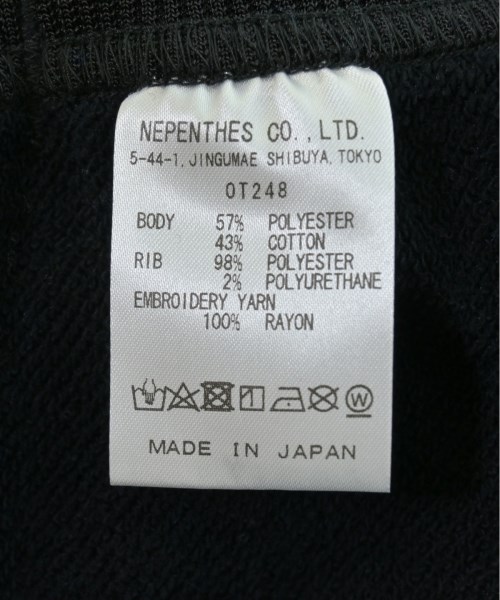 NEPENTHES CO., LTD.
5-44-1, JINGUMAE SHIBUYA, TOKYO
OT248
BODY 57% POLYESTER
43% COTTON
RIB 98% POLYESTER
2% POLYURETHANE
EMBROIDERY YARN
100% RAYON
W
MADE IN JAPAN